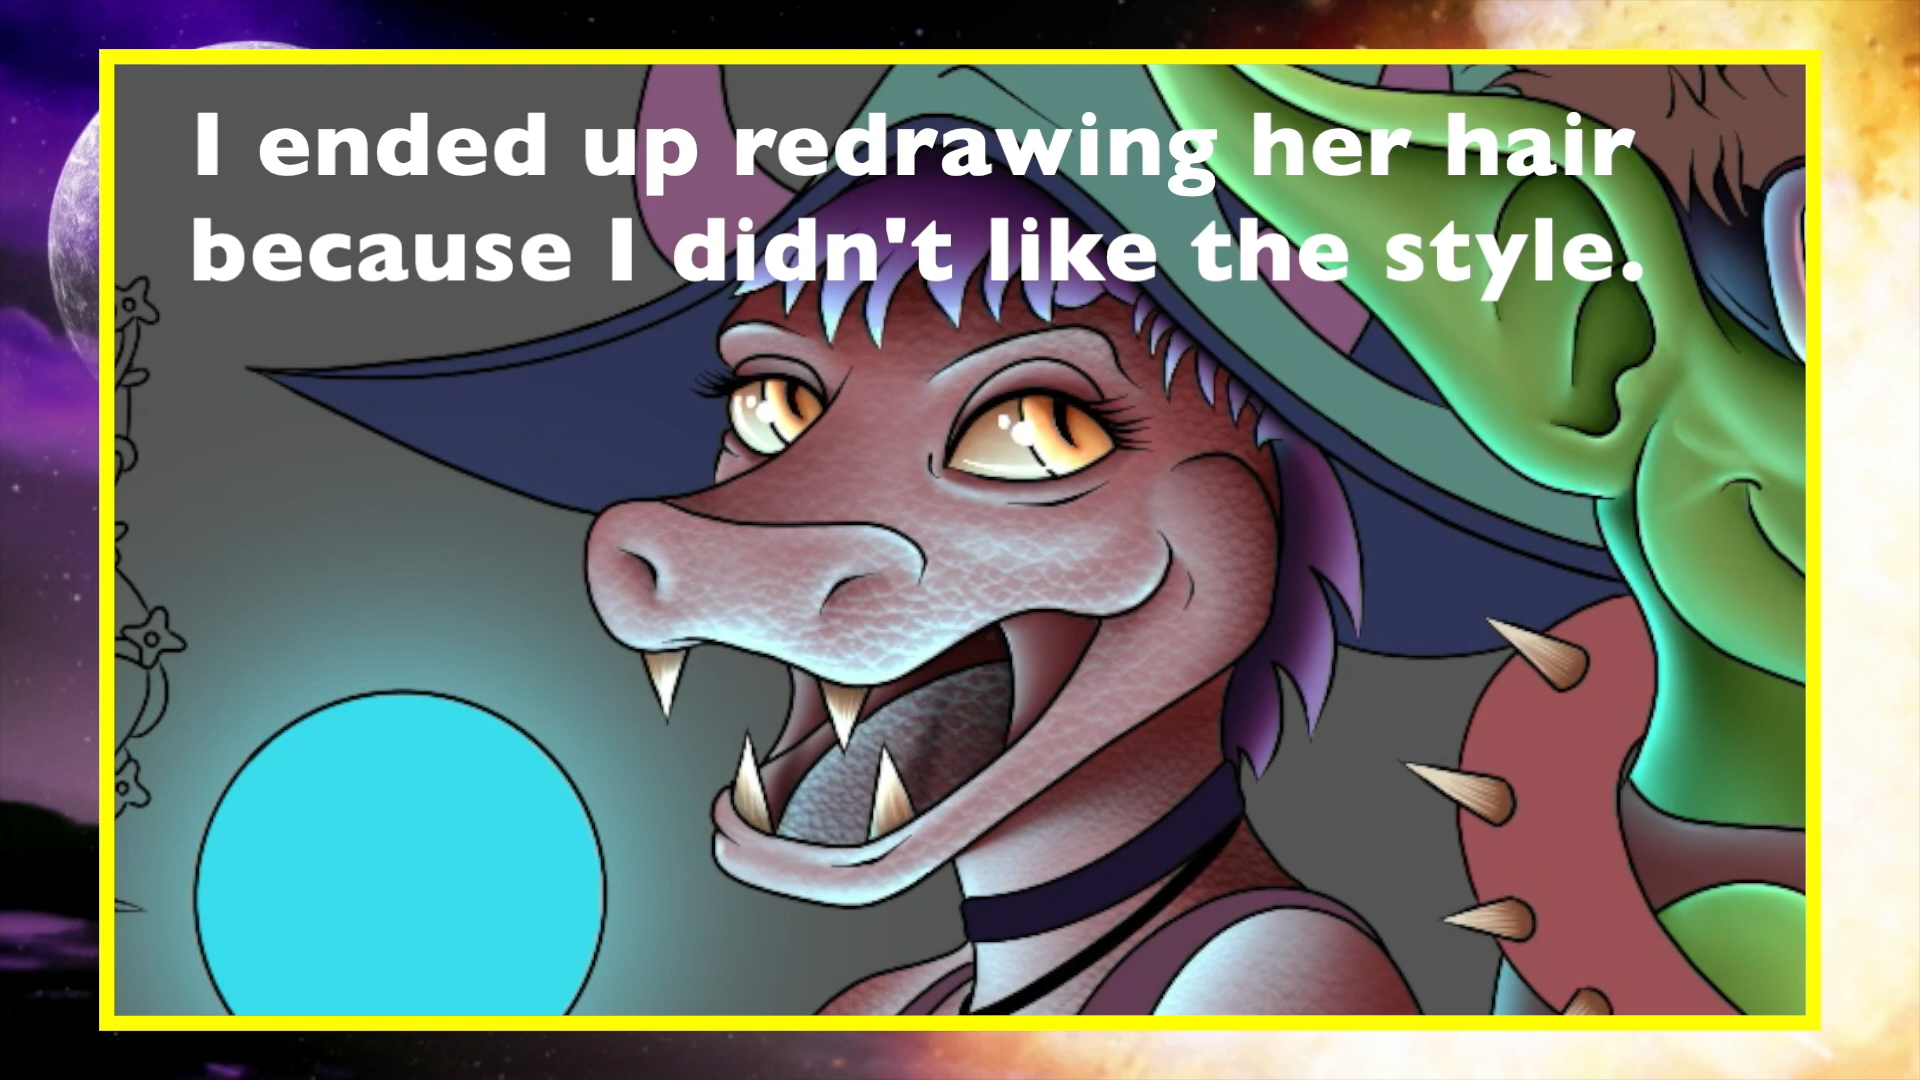 I ended up redrawing her hair
because I didn't like the style.